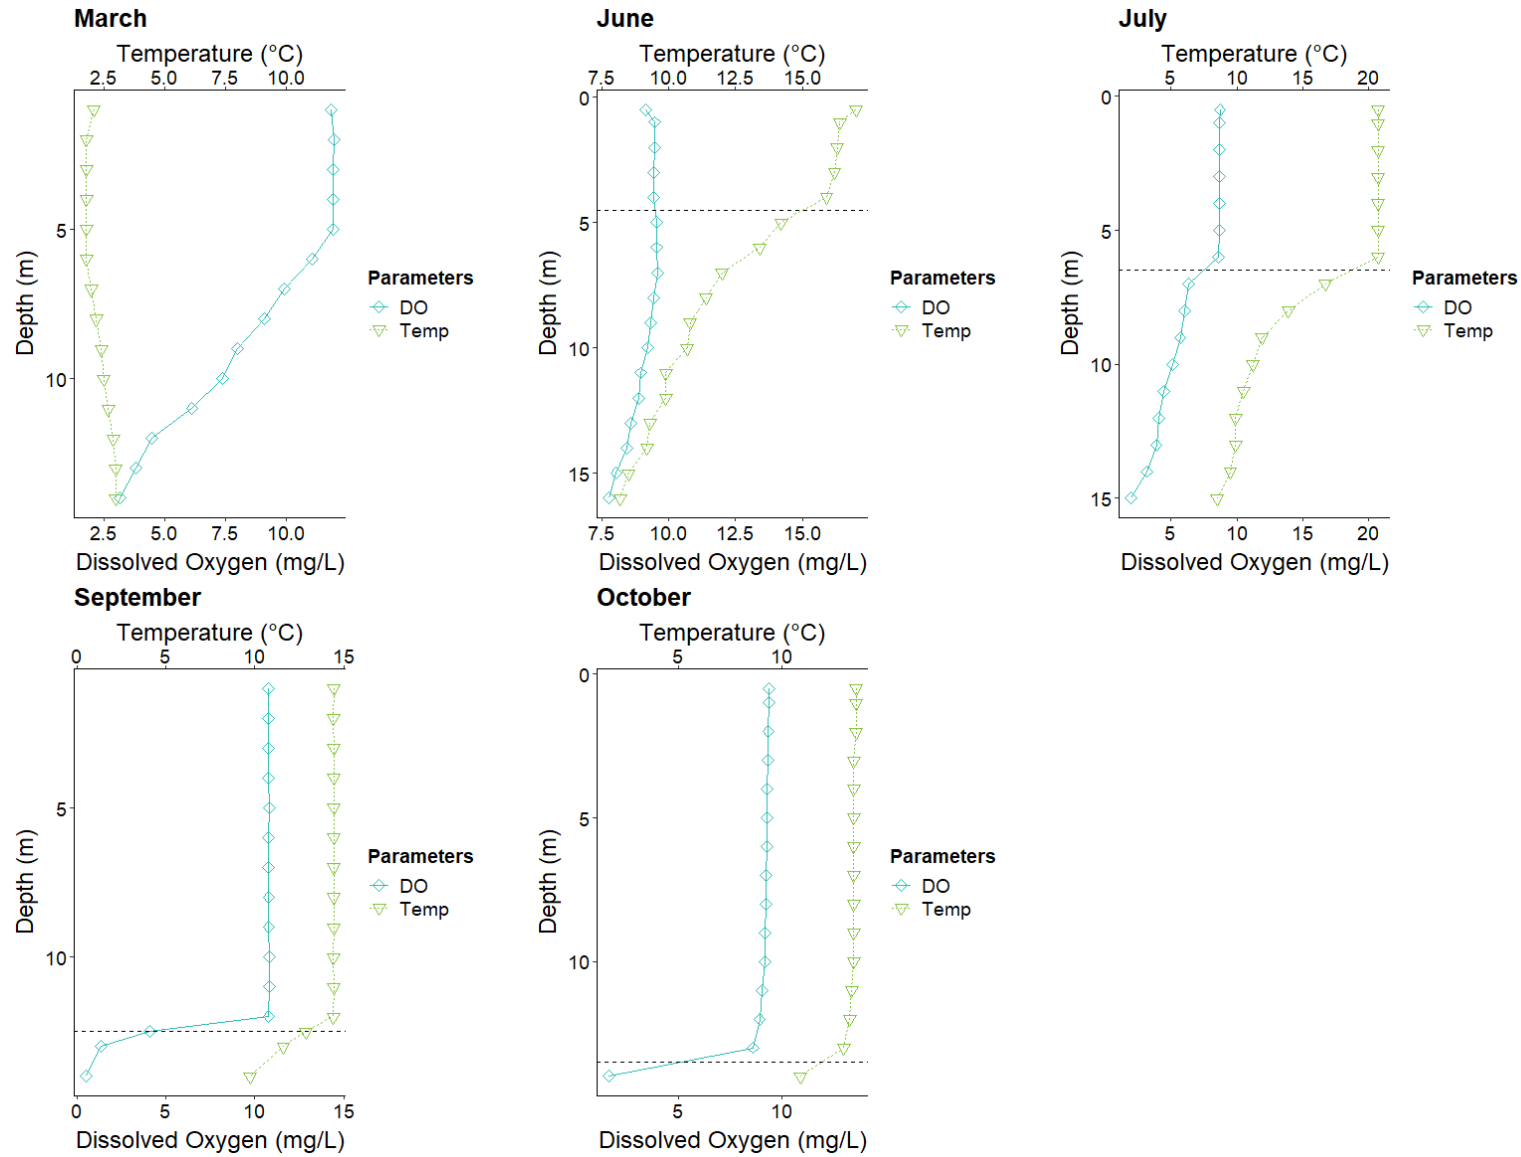 March
Temperature (°C)
2.5 5.0 7.5 10.0
5
10
Depth (m)
2.5 5.0 7.5 10.0
Dissolved Oxygen (mg/L)
Parameters
DO
Temp
June
Temperature (°C)
7.5 10.0 12.5 15.0
0
5
10
15
Depth (m)
7.5 10.0 12.5 15.0
Dissolved Oxygen (mg/L)
Parameters
DO
Temp
July
Temperature (°C)
5 10 15 20
0
5
10
15
Depth (m)
5 10 15 20
Dissolved Oxygen (mg/L)
Parameters
DO
Temp
September
Temperature (°C)
0 5 10 15
5
10
Depth (m)
0 5 10 15
Dissolved Oxygen (mg/L)
Parameters
DO
Temp
October
Temperature (°C)
5 10
0
5
10
Depth (m)
5 10
Dissolved Oxygen (mg/L)
Parameters
DO
Temp